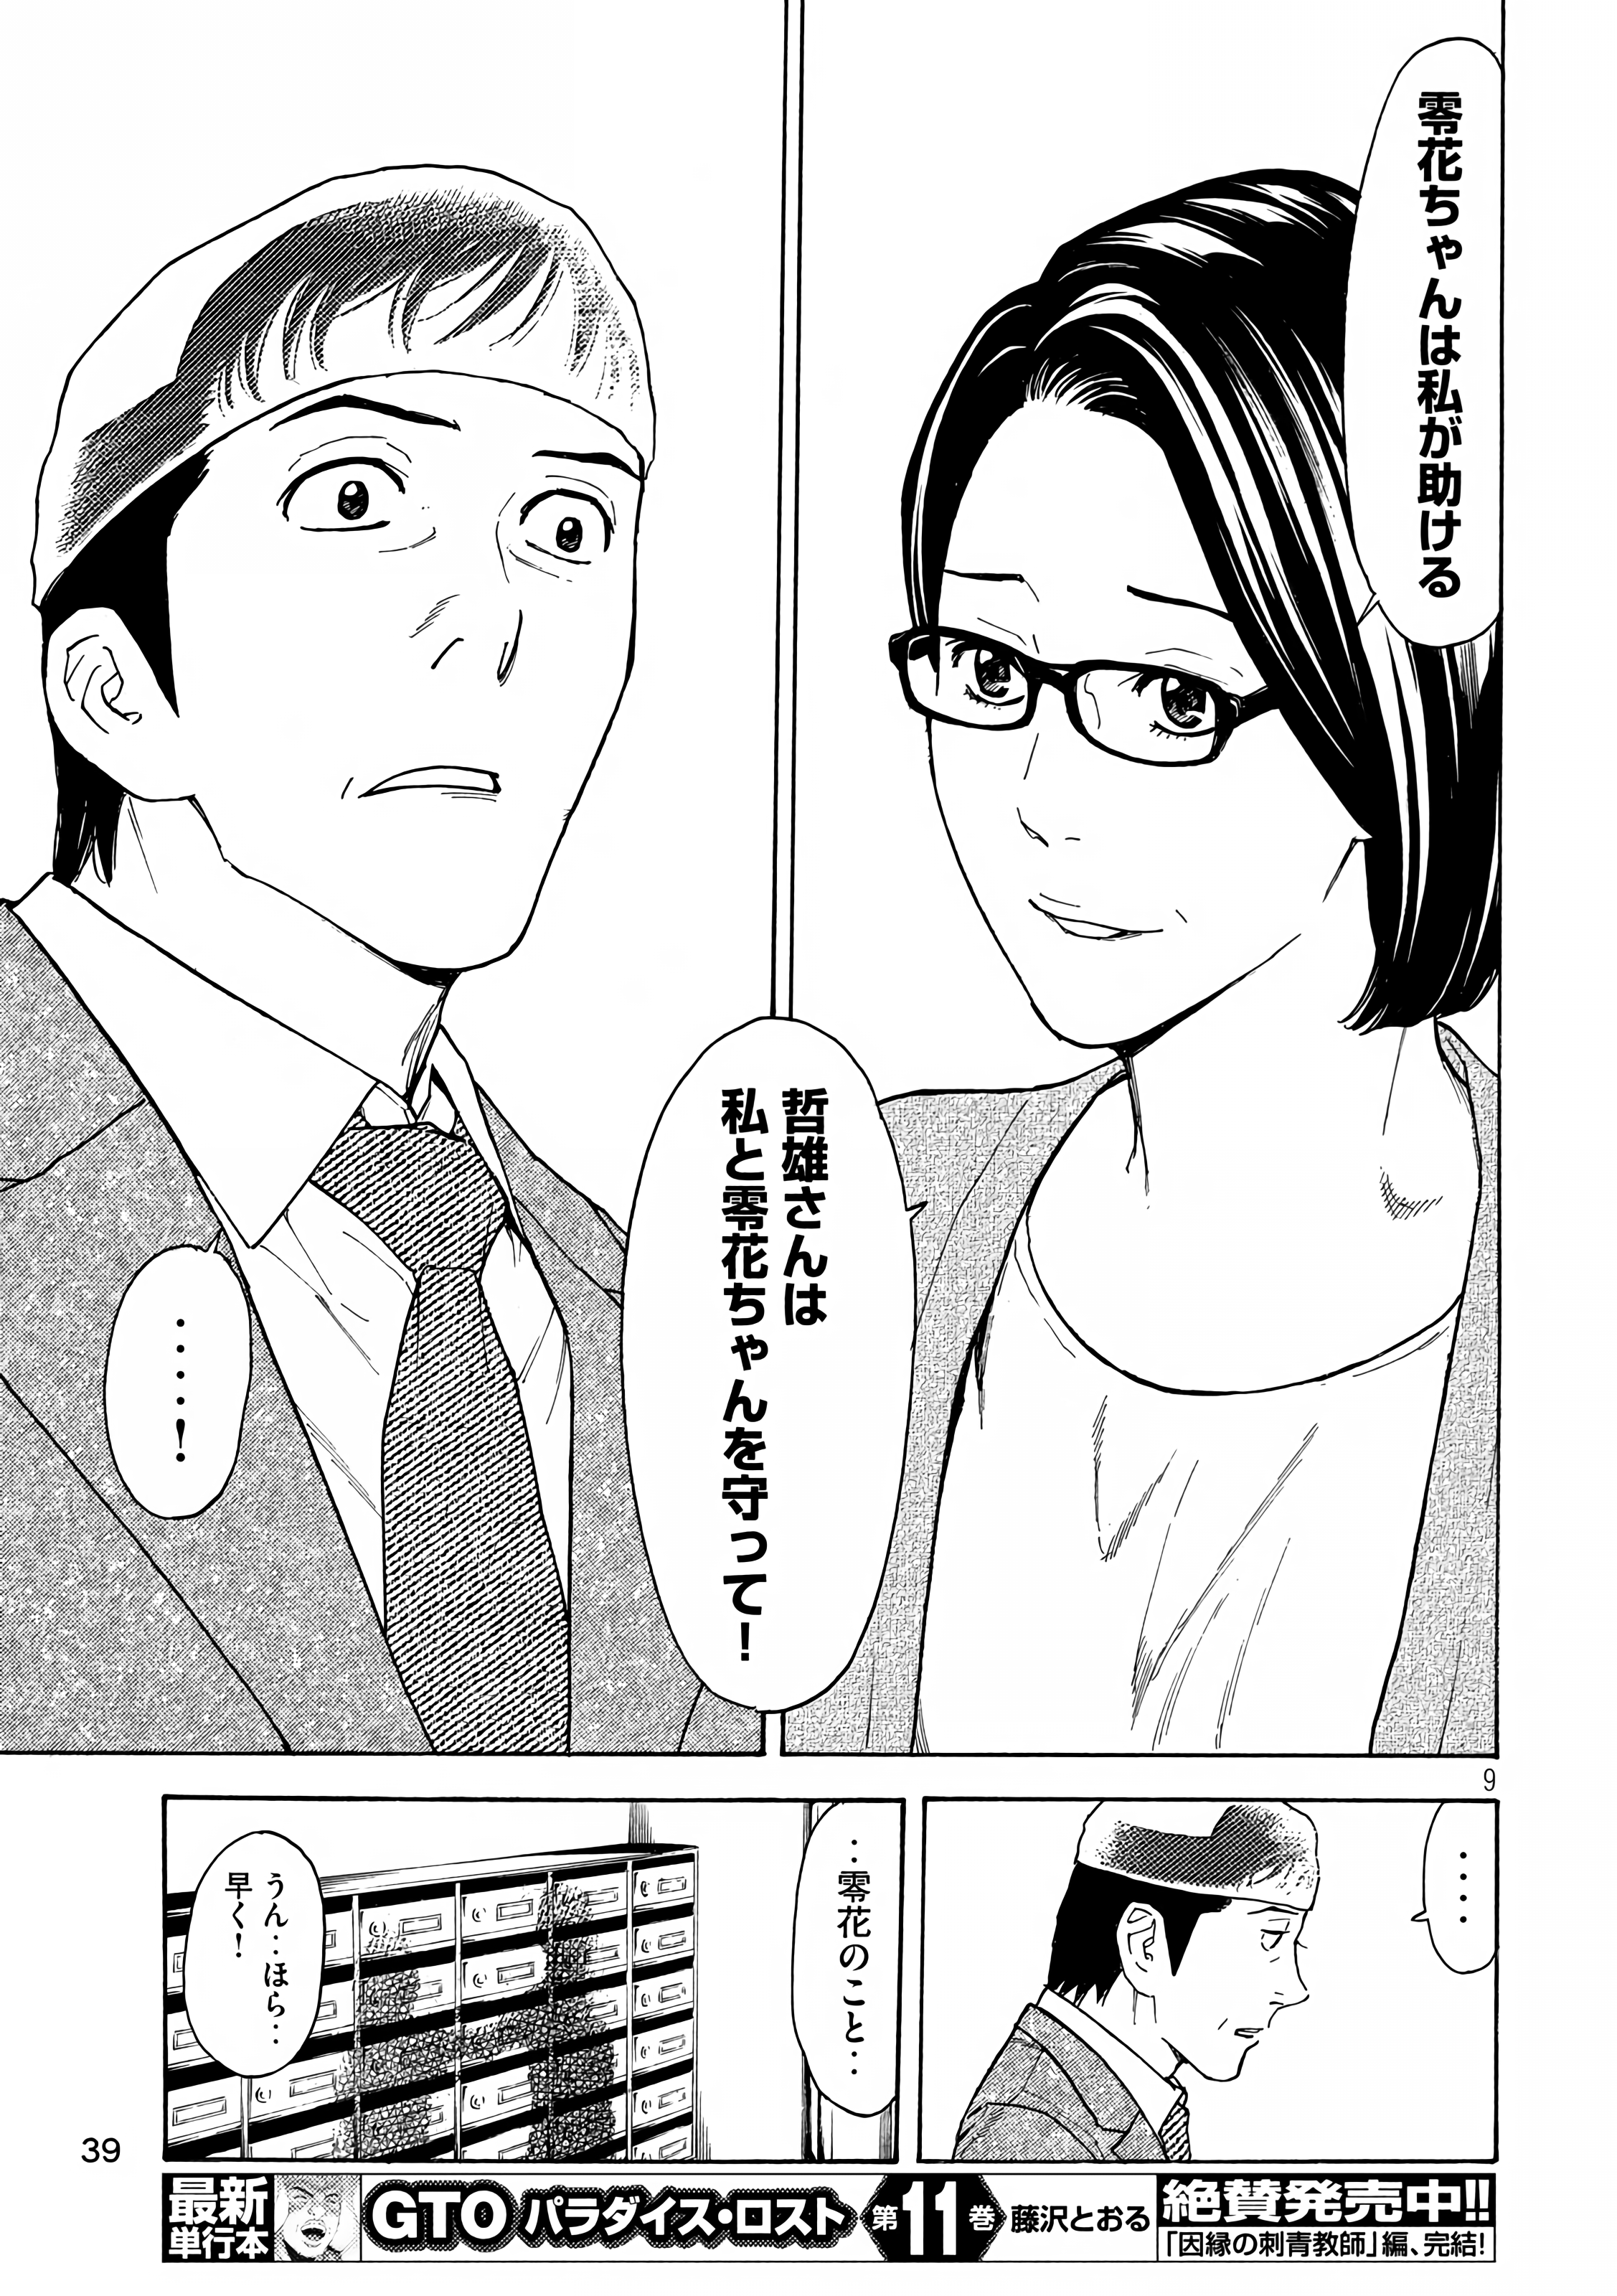 零花ちゃんは私が助ける
哲雄さんは
私と零花ちゃんを守って！
‥‥‥！
9
‥‥
‥零花のこと‥
うん‥ほら‥
早く！
39
最新
単行本
GTO パラダイス・ロスト
第11巻
藤沢とおる
絶賛発売中!!
「因縁の刺青教師」編、完結！